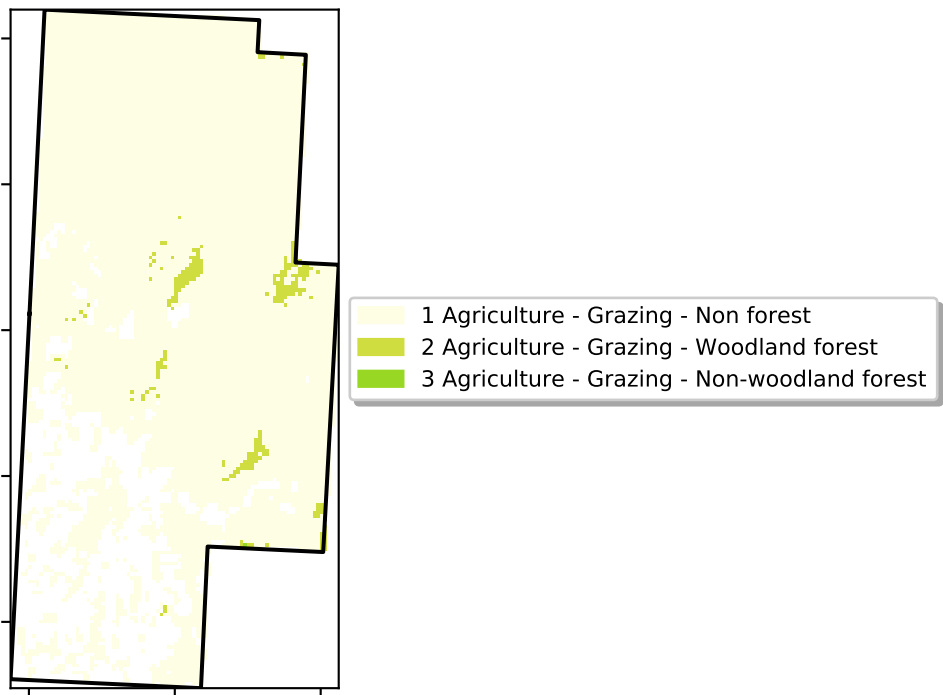 1 Agriculture - Grazing - Non forest
2 Agriculture - Grazing - Woodland forest
3 Agriculture - Grazing - Non-woodland forest